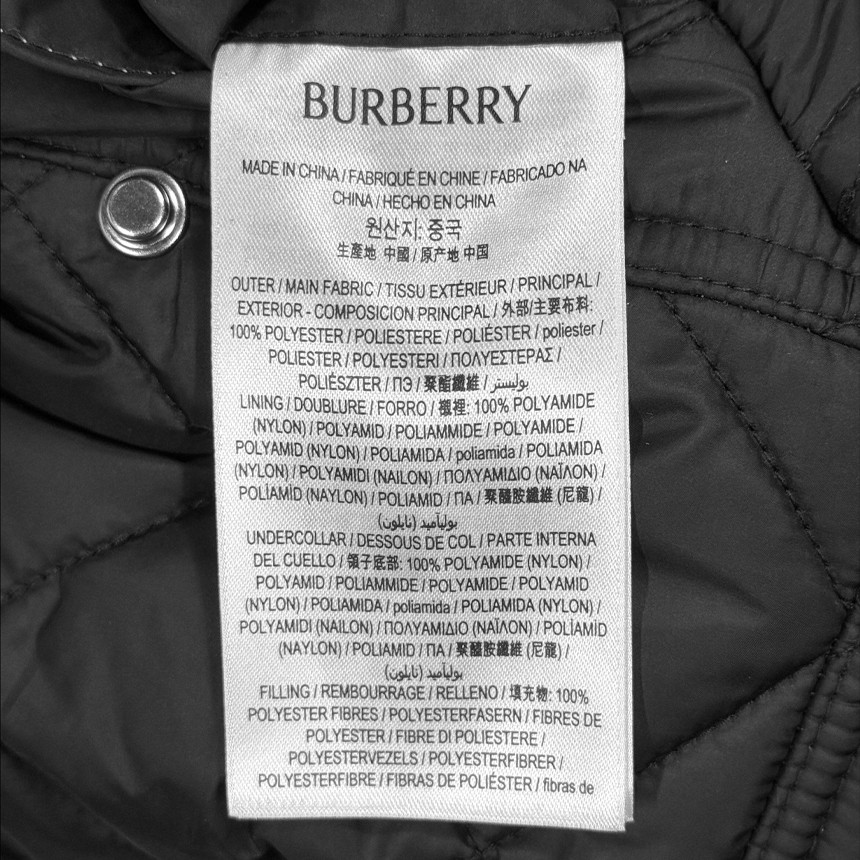 BURBERRY
MADE IN CHINA / FABRIQUÉ EN CHINE / FABRICADO NA
CHINA / HECHO EN CHINA
원산지: 중국
生產地 中國 / 原产地 中国
OUTER / MAIN FABRIC / TISSU EXTÉRIEUR / PRINCIPAL /
EXTERIOR - COMPOSICION PRINCIPAL / 外部/主要布料:
100% POLYESTER / POLIESTERE / POLIÉSTER / poliester /
POLIESTER / POLYESTERI / ΠΟΛΥΕΣΤΕΡΑΣ /
POLIÉSZTER / ПЭ / 聚酯纖維 / بوليستر
LINING / DOUBLURE / FORRO / 襯裡: 100% POLYAMIDE
(NYLON) / POLYAMID / POLIAMMIDE / POLYAMIDE /
POLYAMID (NYLON) / POLIAMIDA / poliamida / POLIAMIDA
(NYLON) / POLYAMIDI (NAILON) / ΠΟΛΥΑΜΙΔΙΟ (ΝΑΪΛΟΝ) /
POLİAMİD (NAYLON) / POLIAMID / ПА / 聚醯胺纖維 (尼龍) /
بوليآميد (نايلون)
UNDERCOLLAR / DESSOUS DE COL / PARTE INTERNA
DEL CUELLO / 領子底部: 100% POLYAMIDE (NYLON) /
POLYAMID / POLIAMMIDE / POLYAMIDE / POLYAMID
(NYLON) / POLIAMIDA / poliamida / POLIAMIDA (NYLON) /
POLYAMIDI (NAILON) / ΠΟΛΥΑΜΙΔΙΟ (ΝΑΪΛΟΝ) / POLİAMİD
(NAYLON) / POLIAMID / ПА / 聚醯胺纖維 (尼龍) /
بوليآميد (نايلون)
FILLING / REMBOURRAGE / RELLENO / 填充物: 100%
POLYESTER FIBRES / POLYESTERFASERN / FIBRES DE
POLYESTER / FIBRE DI POLIESTERE /
POLYESTERVEZELS / POLYESTERFIBRER /
POLYESTERFIBRE / FIBRAS DE POLIÉSTER / fibras de